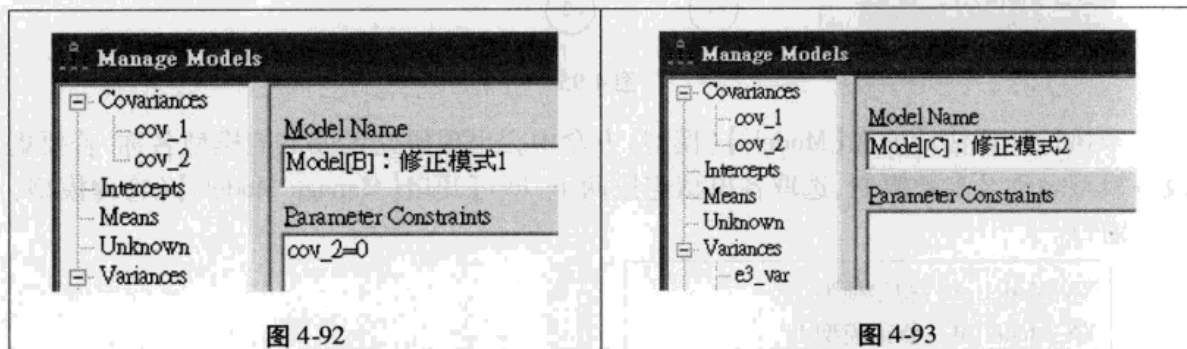 Manage Models
Covariances
cov_1
cov_2
Intercepts
Means
Unknown
Variances
Model Name
Model[B]：修正模式1
Parameter Constraints
cov_2=0
图 4-92
Manage Models
Covariances
cov_1
cov_2
Intercepts
Means
Unknown
Variances
e3_var
Model Name
Model[C]：修正模式2
Parameter Constraints
图 4-93